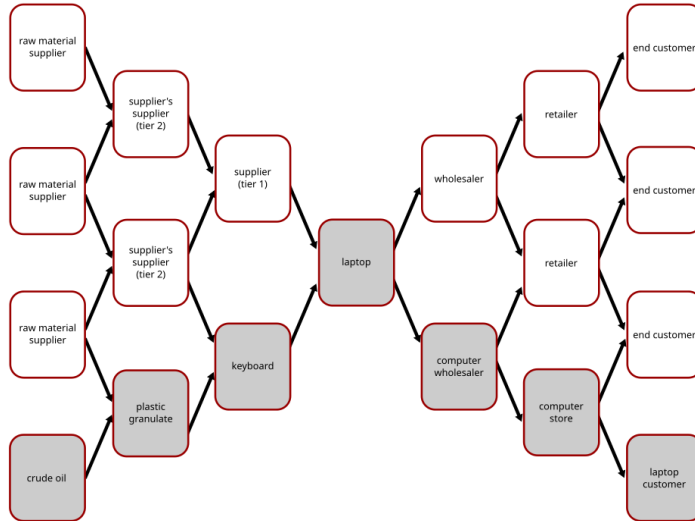 raw material
supplier
raw material
supplier
raw material
supplier
crude oil
supplier's
supplier
(tier 2)
supplier's
supplier
(tier 2)
plastic
granulate
supplier
(tier 1)
keyboard
laptop
wholesaler
computer
wholesaler
retailer
retailer
computer
store
end customer
end customer
end customer
laptop
customer